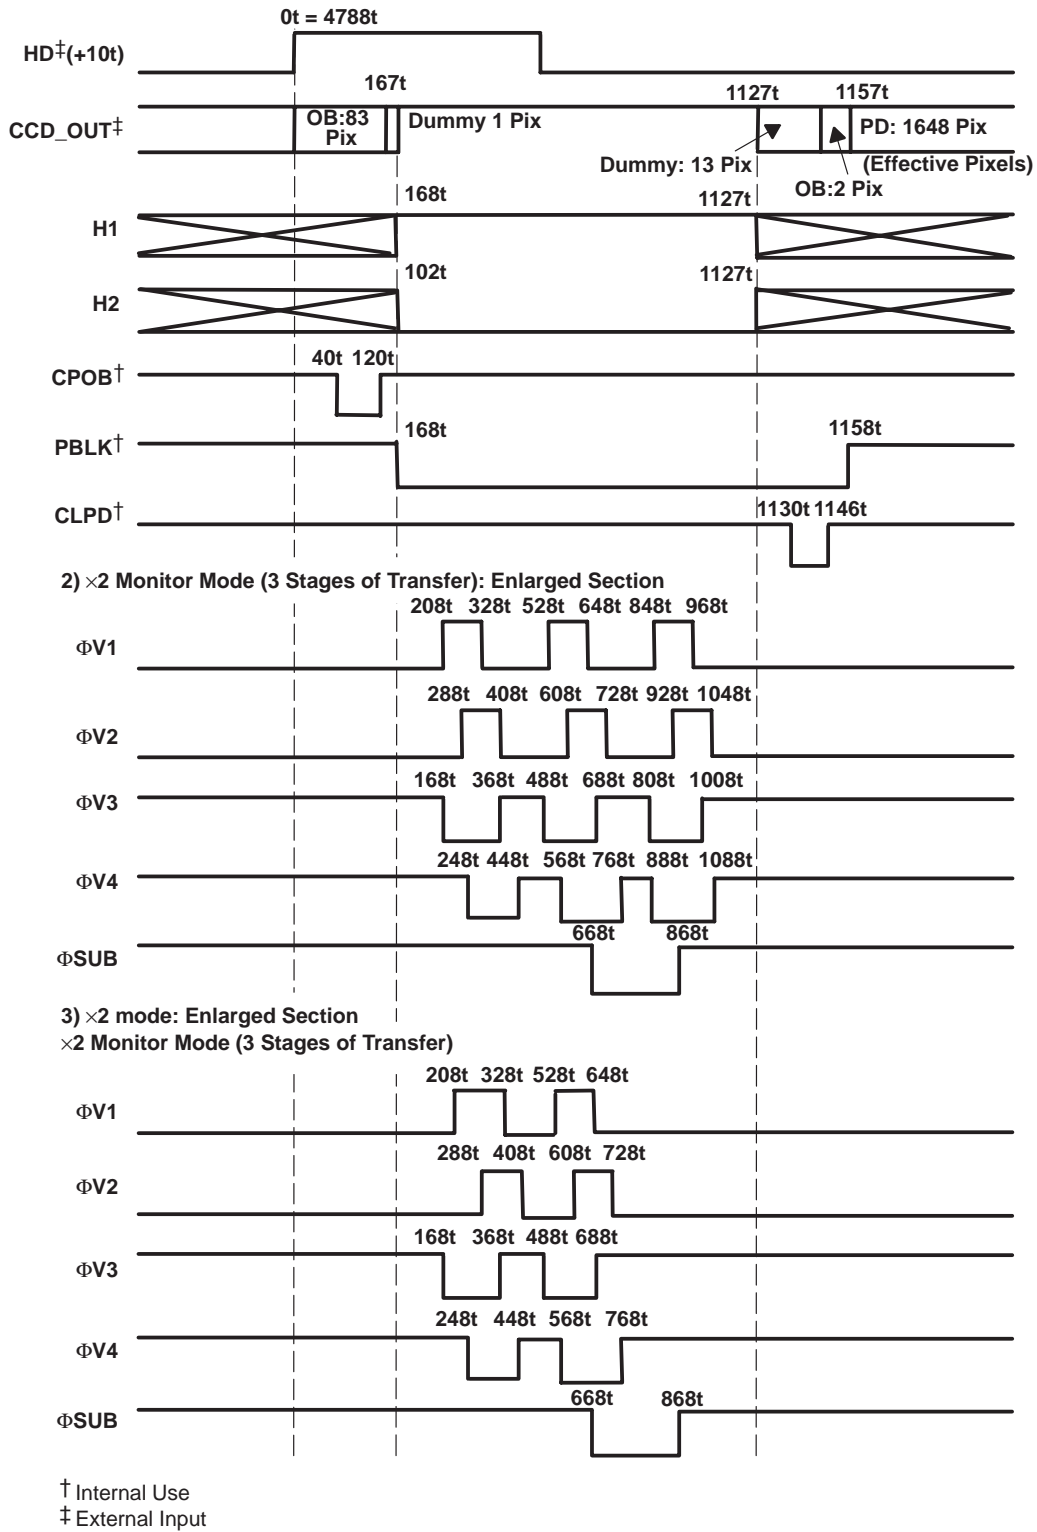 0t = 4788t
HD‡(+10t)
167t
1127t
1157t
CCD_OUT‡
OB:83
Pix
Dummy 1 Pix
PD: 1648 Pix
Dummy: 13 Pix
(Effective Pixels)
OB:2 Pix
168t
1127t
H1
102t
1127t
H2
40t 120t
CPOB†
168t
1158t
PBLK†
1130t 1146t
CLPD†
2) ×2 Monitor Mode (3 Stages of Transfer): Enlarged Section
208t 328t 528t 648t 848t 968t
ΦV1
288t 408t 608t 728t 928t 1048t
ΦV2
168t 368t 488t 688t 808t 1008t
ΦV3
248t 448t 568t 768t 888t 1088t
ΦV4
668t 868t
ΦSUB
3) ×2 mode: Enlarged Section
×2 Monitor Mode (3 Stages of Transfer)
208t 328t 528t 648t
ΦV1
288t 408t 608t 728t
ΦV2
168t 368t 488t 688t
ΦV3
248t 448t 568t 768t
ΦV4
668t 868t
ΦSUB
† Internal Use
‡ External Input